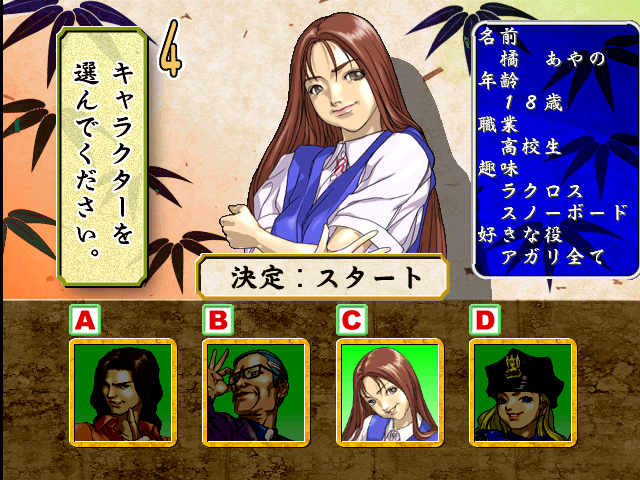 キャラクターを
選んでください。
4
名前
橘 あやの
年齢
18歳
職業
高校生
趣味
ラクロス
スノーボード
好きな役
アガリ全て
決定：スタート
A
B
C
D